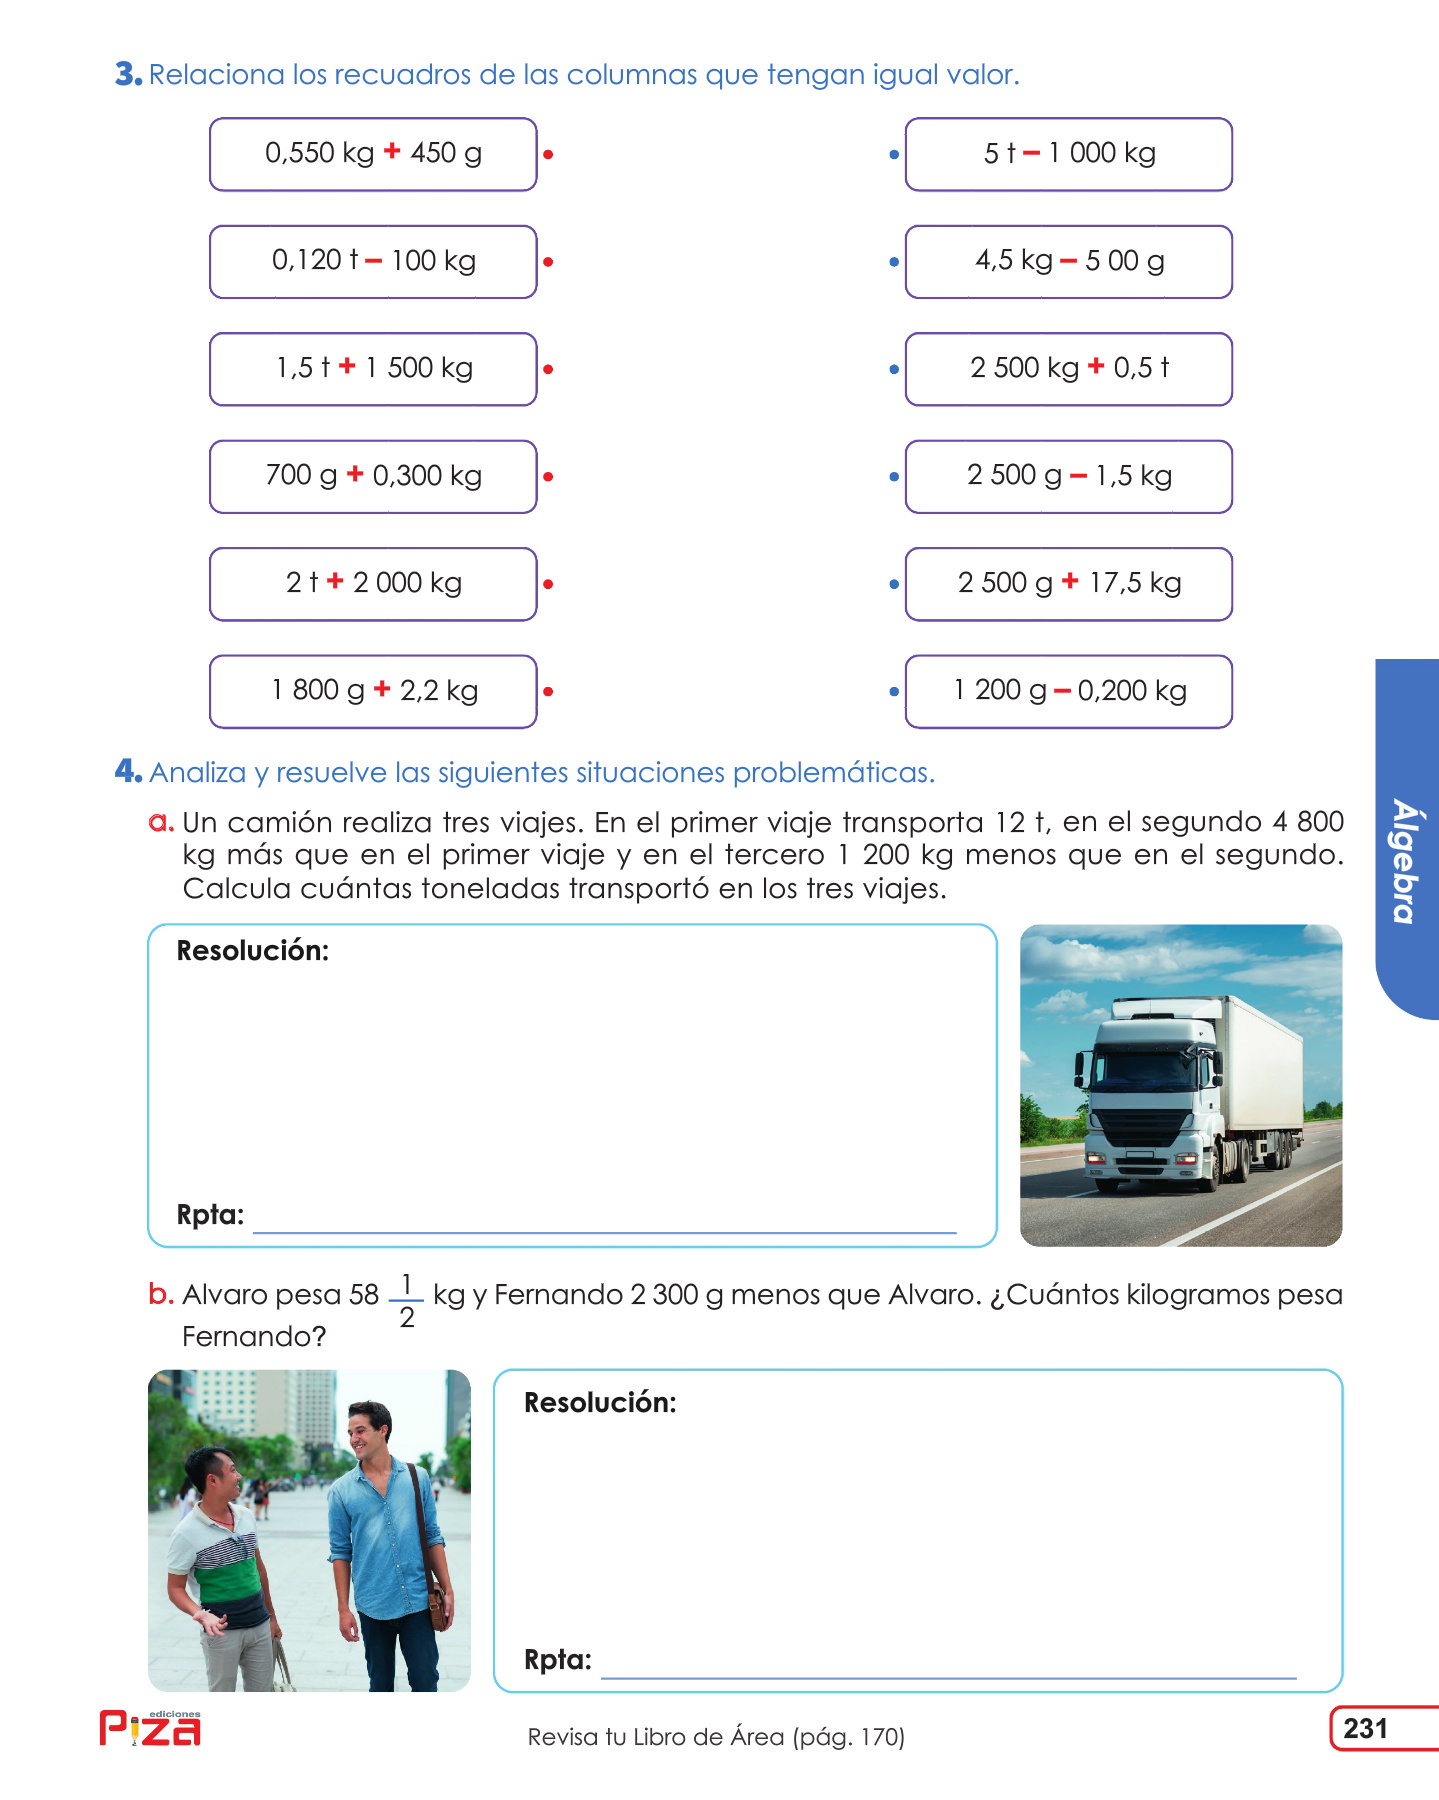 3. Relaciona los recuadros de las columnas que tengan igual valor.
0,550 kg + 450 g
5 t – 1 000 kg
0,120 t – 100 kg
4,5 kg – 5 00 g
1,5 t + 1 500 kg
2 500 kg + 0,5 t
700 g + 0,300 kg
2 500 g – 1,5 kg
2 t + 2 000 kg
2 500 g + 17,5 kg
1 800 g + 2,2 kg
1 200 g – 0,200 kg
4. Analiza y resuelve las siguientes situaciones problemáticas.
a. Un camión realiza tres viajes. En el primer viaje transporta 12 t, en el segundo 4 800
kg más que en el primer viaje y en el tercero 1 200 kg menos que en el segundo.
Calcula cuántas toneladas transportó en los tres viajes.
Resolución:
Rpta:
b. Alvaro pesa 58 1/2 kg y Fernando 2 300 g menos que Alvaro. ¿Cuántos kilogramos pesa
Fernando?
Resolución:
Rpta:
Álgebra
ediciones
Piza
Revisa tu Libro de Área (pág. 170)
231